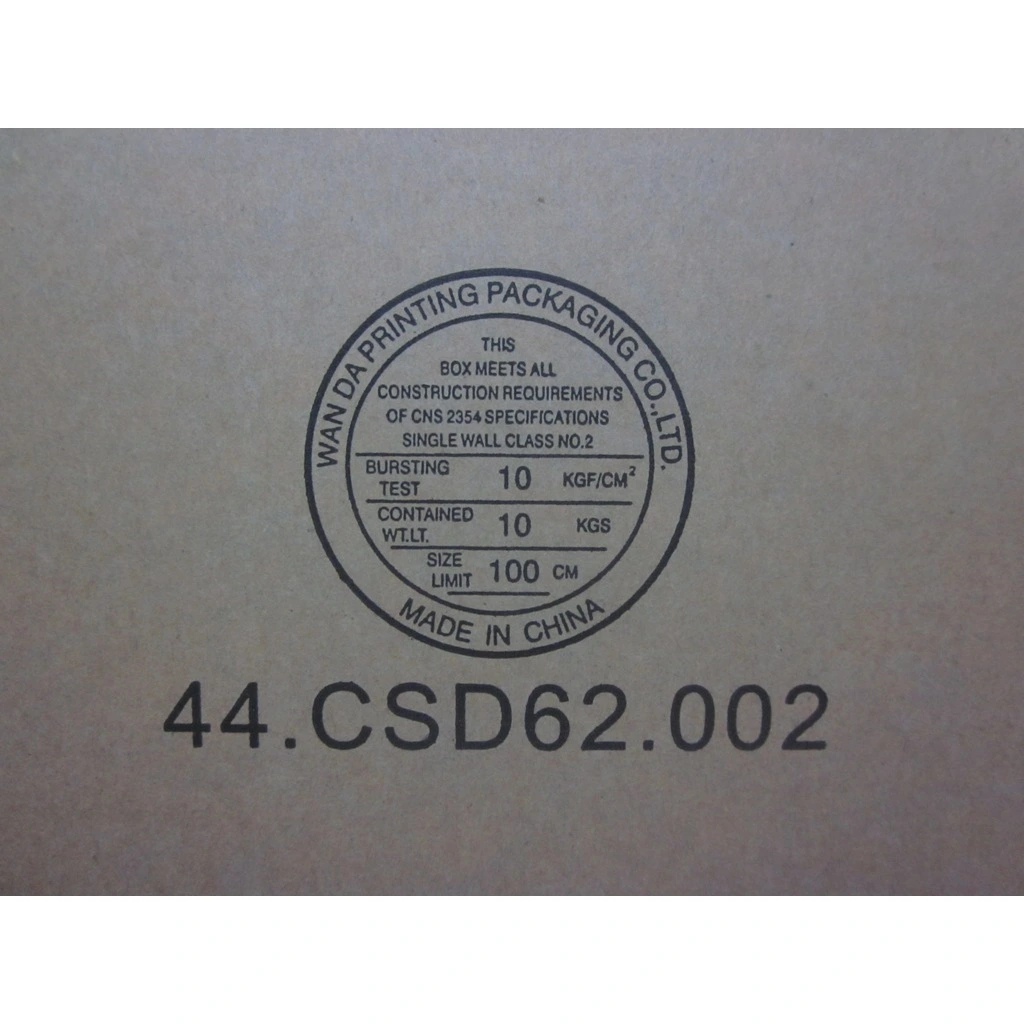 WAN DA PRINTING PACKAGING CO.,LTD.
THIS
BOX MEETS ALL
CONSTRUCTION REQUIREMENTS
OF CNS 2354 SPECIFICATIONS
SINGLE WALL CLASS NO.2
BURSTING TEST 10 KGF/CM²
CONTAINED WT.LT. 10 KGS
SIZE LIMIT 100 CM
MADE IN CHINA
44.CSD62.002